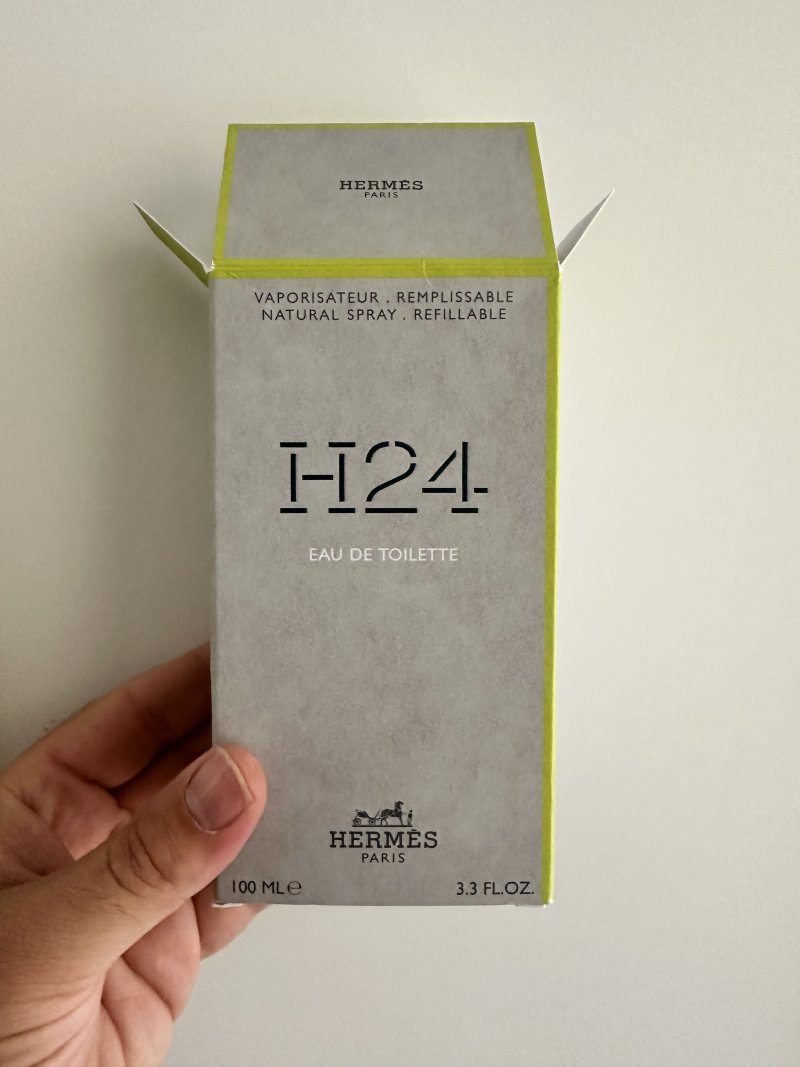 HERMÈS
PARIS
VAPORISATEUR . REMPLISSABLE
NATURAL SPRAY . REFILLABLE
H24
EAU DE TOILETTE
HERMÈS
PARIS
100 ML℮ 3.3 FL.OZ.